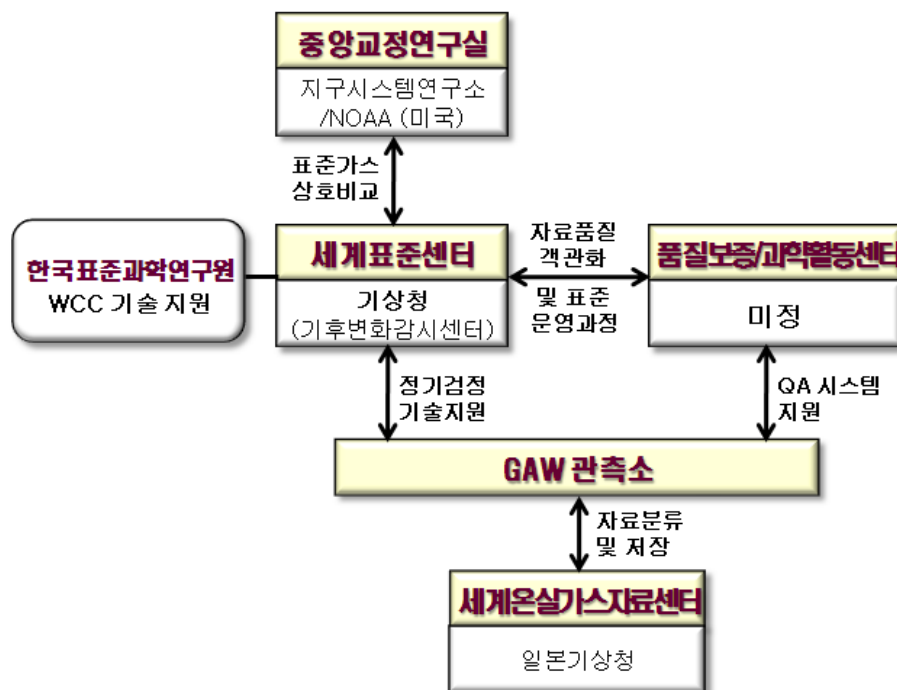 중앙교정연구실
지구시스템연구소
/NOAA (미국)
표준가스
상호비교
한국표준과학연구원
WCC 기술 지원
세계표준센터
기상청
(기후변화감시센터)
자료품질
객관화
및 표준
운영과정
품질보증/과학활동센터
미정
정기검정
기술지원
QA 시스템
지원
GAW 관측소
자료분류
및 저장
세계온실가스자료센터
일본기상청